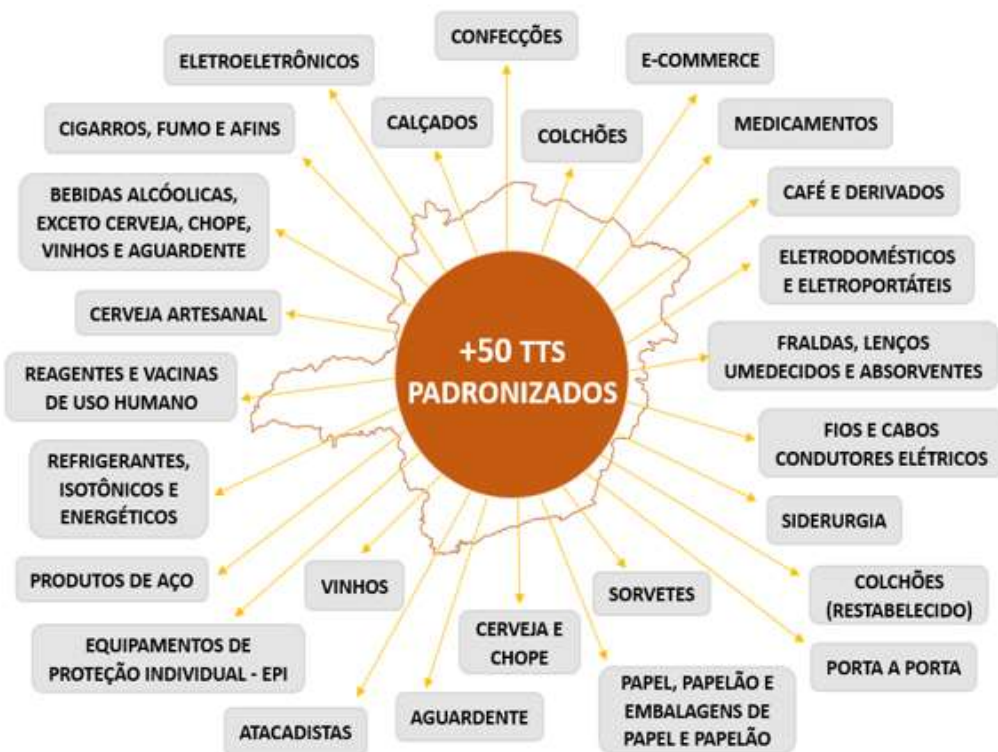 CONFECÇÕES
ELETROELETRÔNICOS
E-COMMERCE
CALÇADOS
COLCHÕES
CIGARROS, FUMO E AFINS
MEDICAMENTOS
BEBIDAS ALCÓOLICAS,
EXCETO CERVEJA, CHOPE,
VINHOS E AGUARDENTE
CAFÉ E DERIVADOS
ELETRODOMÉSTICOS
E ELETROPORTÁTEIS
CERVEJA ARTESANAL
+50 TTS
PADRONIZADOS
FRALDAS, LENÇOS
UMEDECIDOS E ABSORVENTES
REAGENTES E VACINAS
DE USO HUMANO
FIOS E CABOS
CONDUTORES ELÉTRICOS
REFRIGERANTES,
ISOTÔNICOS E
ENERGÉTICOS
SIDERURGIA
PRODUTOS DE AÇO
VINHOS
SORVETES
COLCHÕES
(RESTABELECIDO)
EQUIPAMENTOS DE
PROTEÇÃO INDIVIDUAL - EPI
CERVEJA E
CHOPE
PORTA A PORTA
ATACADISTAS
AGUARDENTE
PAPEL, PAPELÃO E
EMBALAGENS DE
PAPEL E PAPELÃO